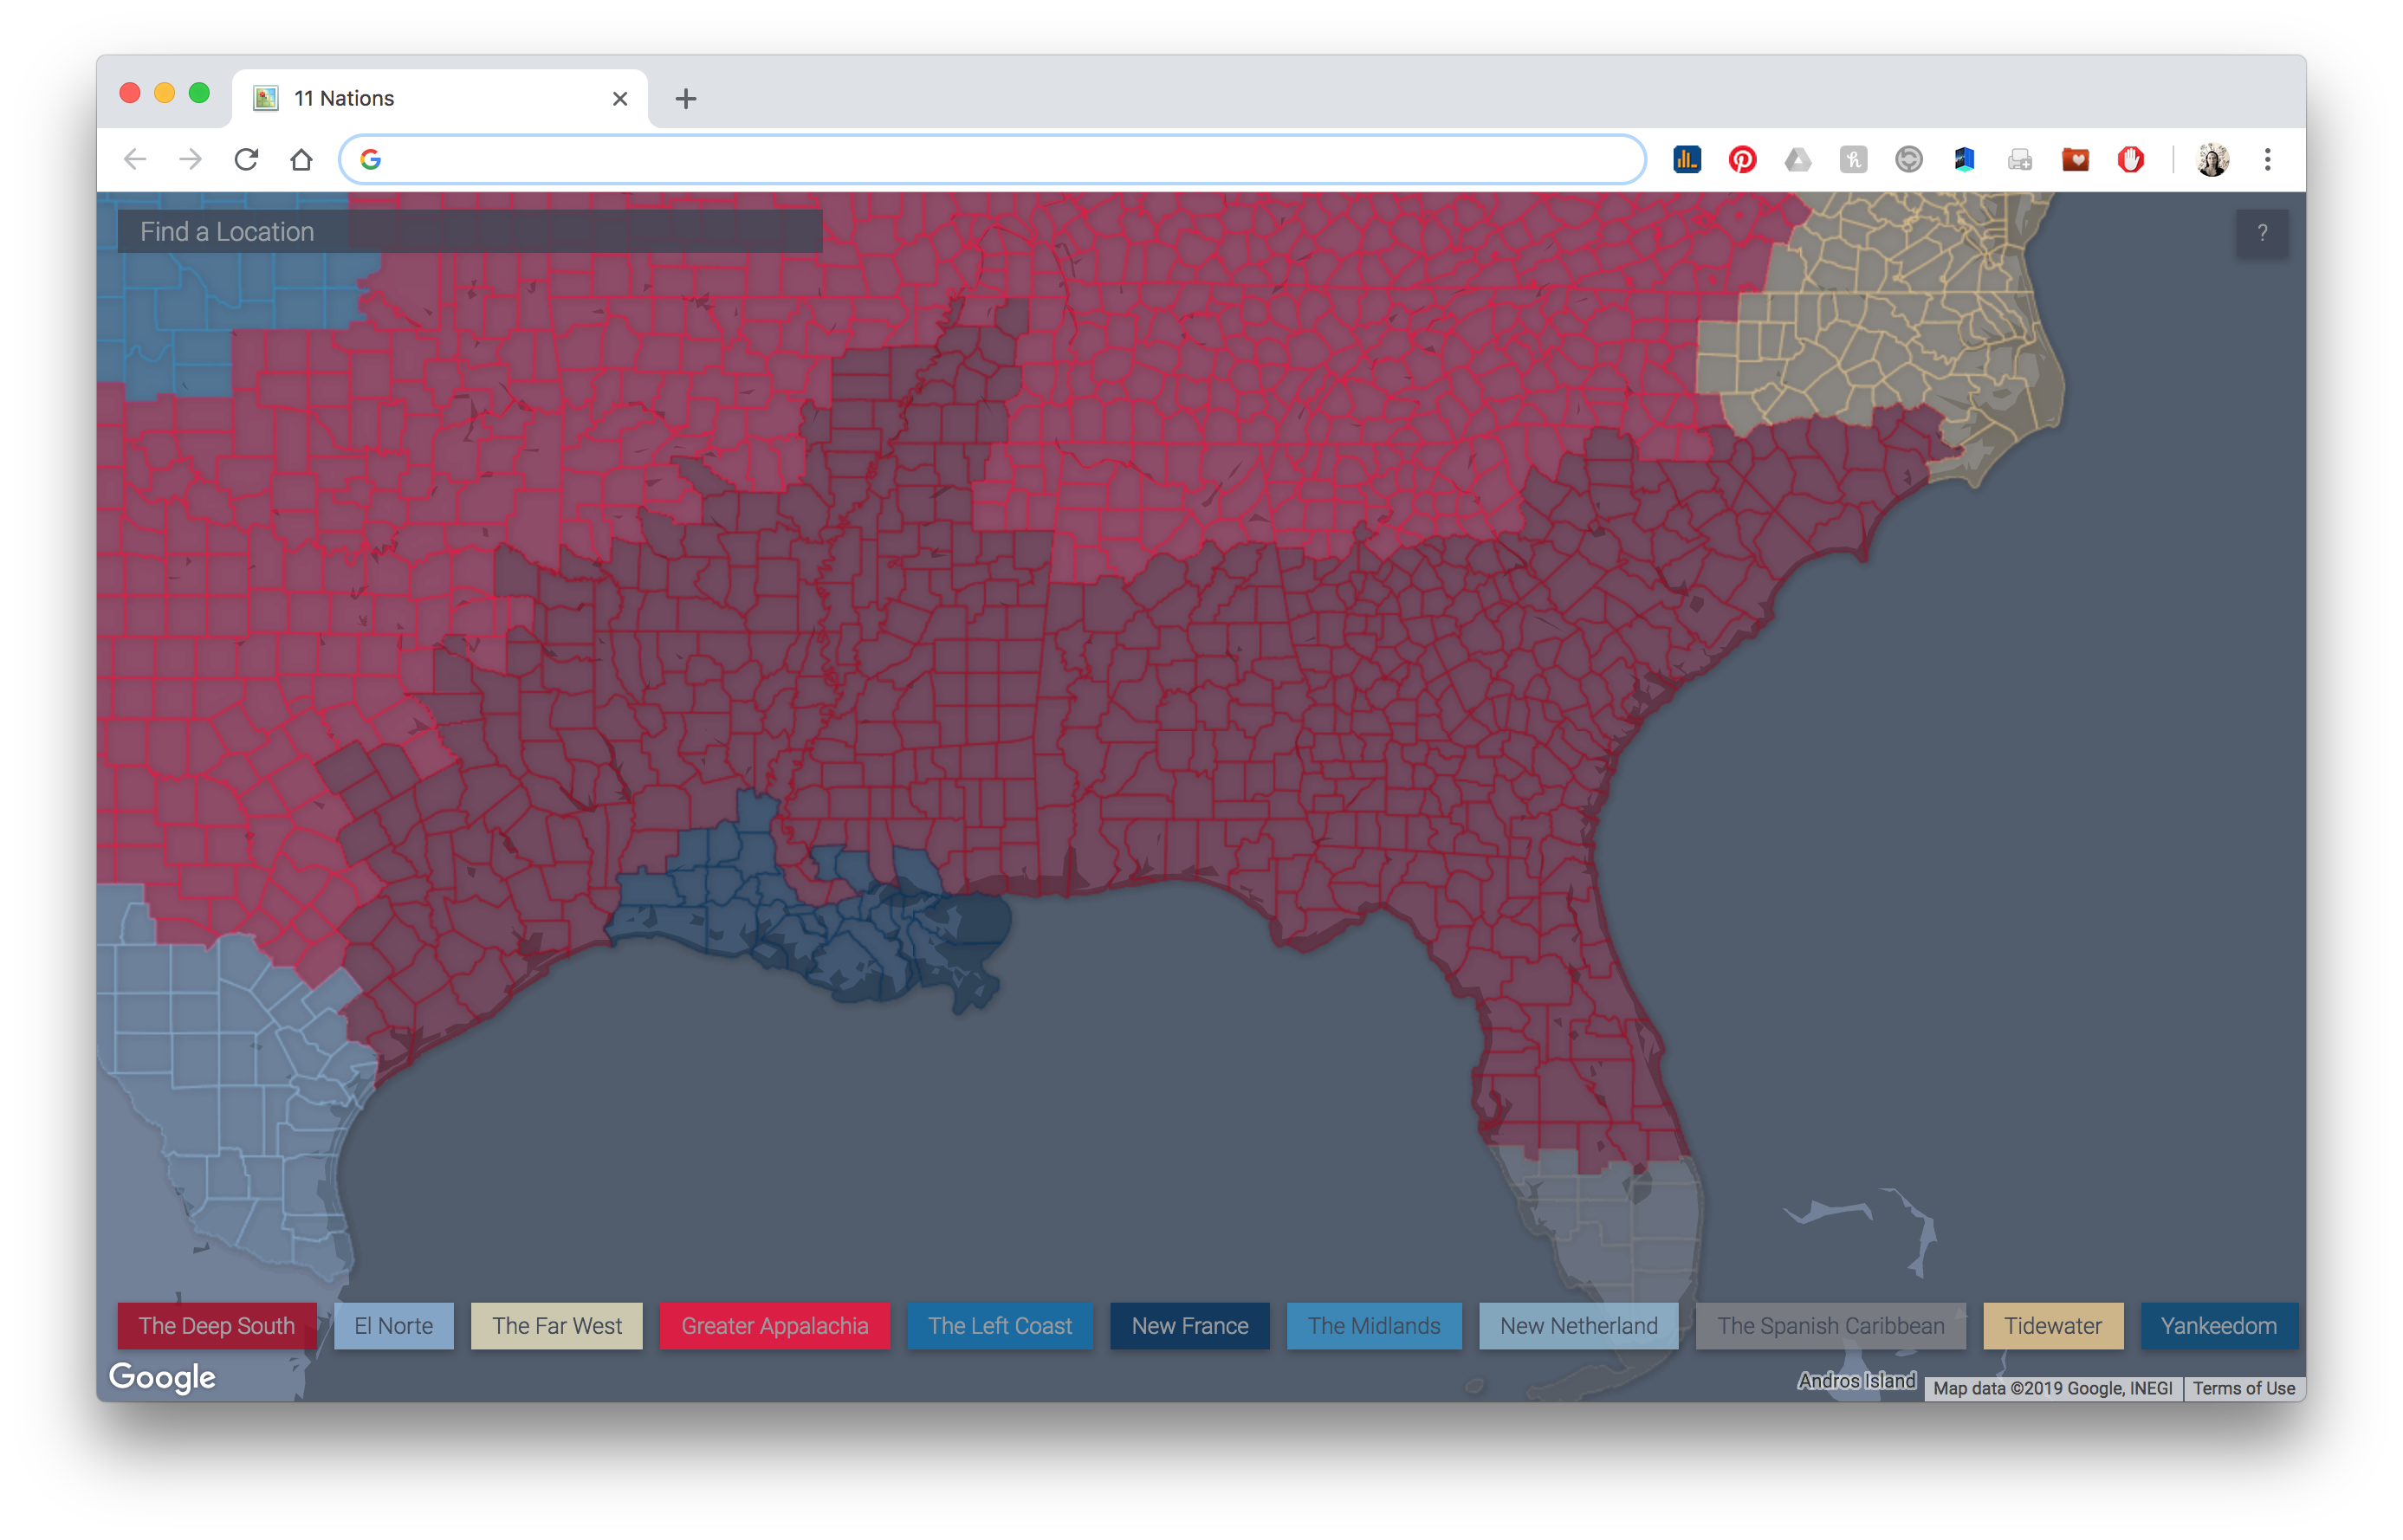 11 Nations
Find a Location
?
The Deep South
El Norte
The Far West
Greater Appalachia
The Left Coast
New France
The Midlands
New Netherland
The Spanish Caribbean
Tidewater
Yankeedom
Google
Andros Island
Map data ©2019 Google, INEGI
Terms of Use